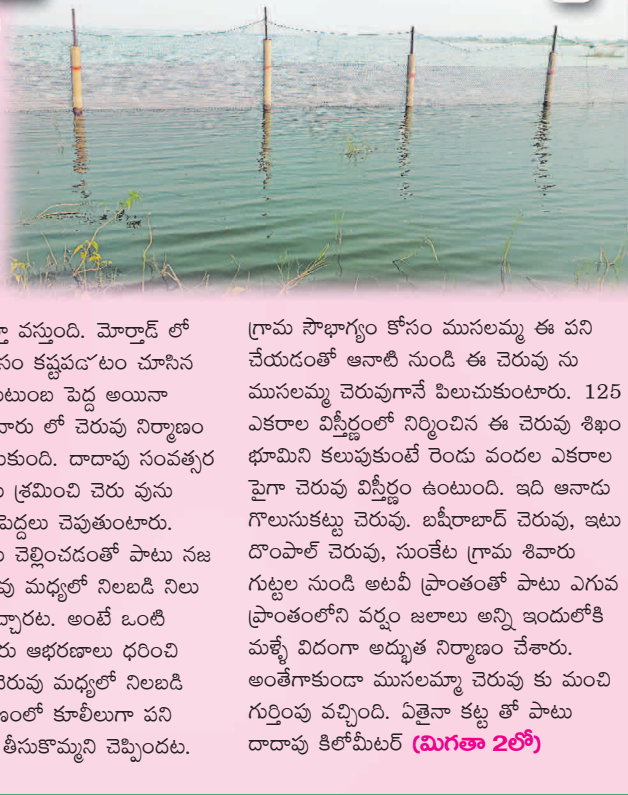 వస్తుంది. మోర్తాడ్ లో
కష్టపడటం చూసిన
పెద్ద అయినా
లో చెరువు నిర్మాణం
దాదాపు సంవత్సర
శ్రమించి చెరు వును
పెద్దలు చెపుతుంటారు.
చెల్లించడంతో పాటు నజ
మధ్యలో నిలబడి నిలు
అంటే ఒంటి
ఆభరణాలు ధరించి
చెరువు మధ్యలో నిలబడి
కూలీలుగా పని
తీసుకొమ్మని చెప్పిందట.
గ్రామ సౌభాగ్యం కోసం ముసలమ్మ ఈ పని
చేయడంతో ఆనాటి నుండి ఈ చెరువు ను
ముసలమ్మ చెరువుగానే పిలుచుకుంటారు. 125
ఎకరాల విస్తీర్ణంలో నిర్మించిన ఈ చెరువు శిఖం
భూమిని కలుపుకుంటే రెండు వందల ఎకరాల
పైగా చెరువు విస్తీర్ణం ఉంటుంది. ఇది ఆనాడు
గొలుసుకట్టు చెరువు. బషీరాబాద్ చెరువు, ఇటు
దొంపాల్ చెరువు, సుంకేట గ్రామ శివారు
గుట్టల నుండి అటవీ ప్రాంతంతో పాటు ఎగువ
ప్రాంతంలోని వర్షం జలాలు అన్ని ఇందులోకి
మళ్ళే విదంగా అద్భుత నిర్మాణం చేశారు.
అంతేగాకుండా ముసలమ్మా చెరువు కు మంచి
గుర్తింపు వచ్చింది. ఏతైనా కట్ట తో పాటు
దాదాపు కిలోమీటర్ (మిగతా 2లో)